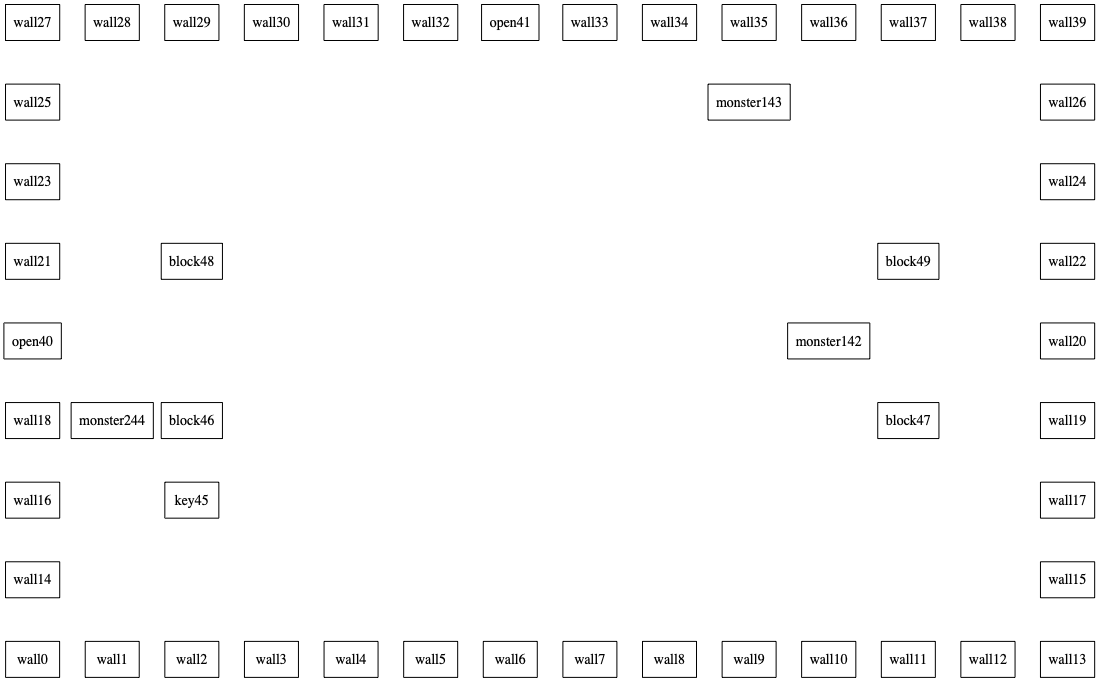 wall27 wall28 wall29 wall30 wall31 wall32 open41 wall33 wall34 wall35 wall36 wall37 wall38 wall39
wall25 monster143 wall26
wall23 wall24
wall21 block48 block49 wall22
open40 monster142 wall20
wall18 monster244 block46 block47 wall19
wall16 key45 wall17
wall14 wall15
wall0 wall1 wall2 wall3 wall4 wall5 wall6 wall7 wall8 wall9 wall10 wall11 wall12 wall13